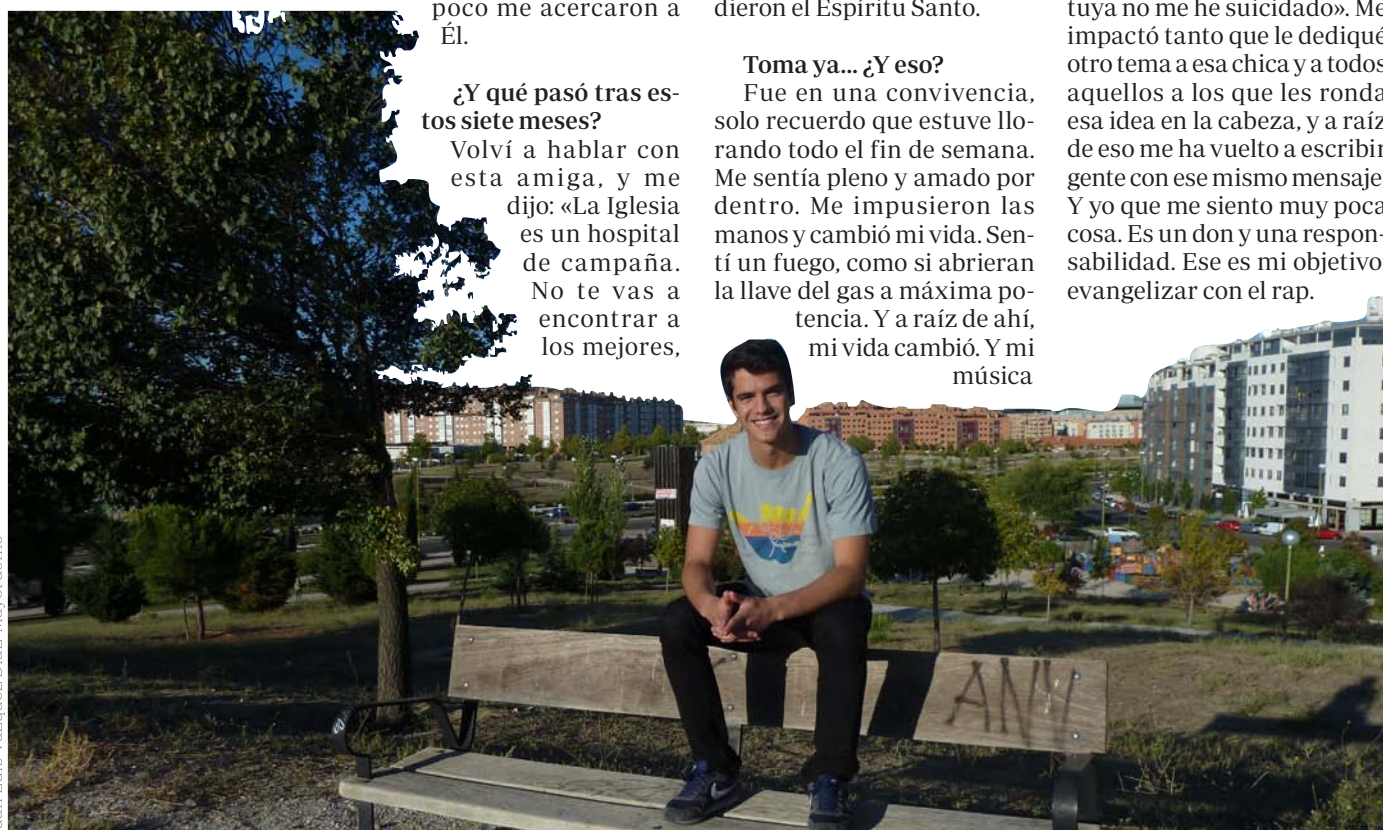 poco me acercaron a
Él.
¿Y qué pasó tras es-
tos siete meses?
Volví a hablar con
esta amiga, y me
dijo: «La Iglesia
es un hospital
de campaña.
No te vas a
encontrar a
los mejores,
dieron el Espíritu Santo.
Toma ya... ¿Y eso?
Fue en una convivencia,
solo recuerdo que estuve llo-
rando todo el fin de semana.
Me sentía pleno y amado por
dentro. Me impusieron las
manos y cambió mi vida. Sen-
tí un fuego, como si abrieran
la llave del gas a máxima po-
tencia. Y a raíz de ahí,
mi vida cambió. Y mi
música
tuya no me he suicidado». Me
impactó tanto que le dediqué
otro tema a esa chica y a todos
aquellos a los que les ronda
esa idea en la cabeza, y a raíz
de eso me ha vuelto a escribir
gente con ese mismo mensaje
Y yo que me siento muy poca
cosa. Es un don y una respon-
sabilidad. Ese es mi objetivo
evangelizar con el rap.